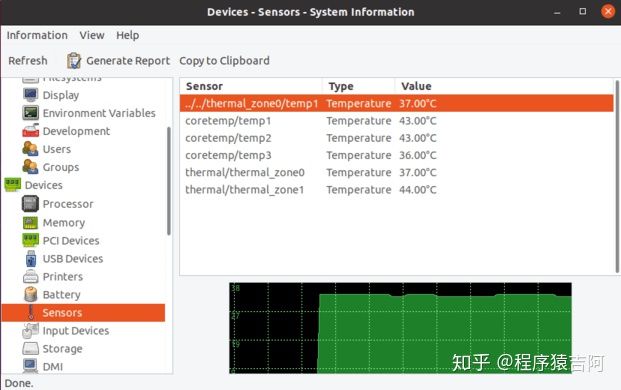 Devices - Sensors - System Information
Information View Help
Refresh Generate Report Copy to Clipboard
Filesystems
Display
Environment Variables
Development
Users
Groups
Devices
Processor
Memory
PCI Devices
USB Devices
Printers
Battery
Sensors
Input Devices
Storage
DMI
Sensor Type Value
../../thermal_zone0/temp1 Temperature 37.00°C
coretemp/temp1 Temperature 43.00°C
coretemp/temp2 Temperature 43.00°C
coretemp/temp3 Temperature 36.00°C
thermal/thermal_zone0 Temperature 37.00°C
thermal/thermal_zone1 Temperature 44.00°C
38
27
19
知乎 @程序猿吉阿
Done.